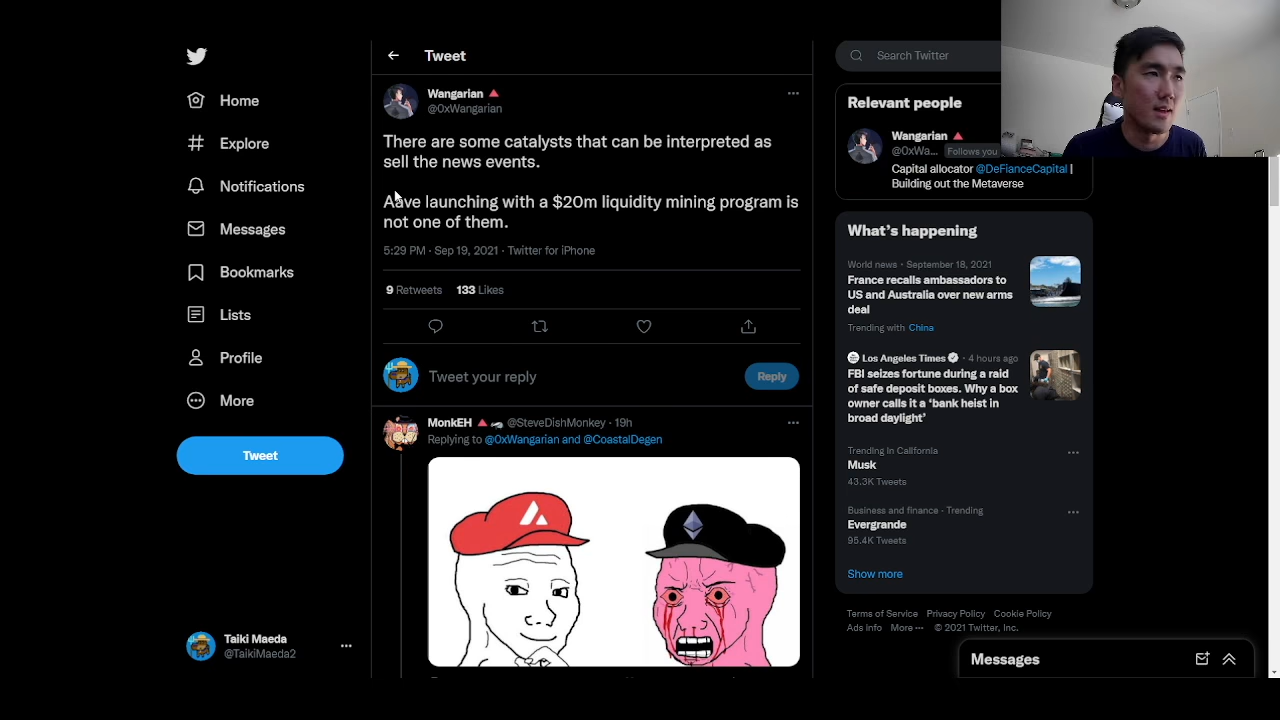 Home
Explore
Notifications
Messages
Bookmarks
Lists
Profile
More
Tweet
Taiki Maeda
@TaikiMaeda2
Tweet
Wangarian
@0xWangarian
There are some catalysts that can be interpreted as
sell the news events.
Aave launching with a $20m liquidity mining program is
not one of them.
5:29 PM · Sep 19, 2021 · Twitter for iPhone
9 Retweets 133 Likes
Tweet your reply
Reply
MonkEH @SteveDishMonkey · 19h
Replying to @0xWangarian and @CoastalDegen
Search Twitter
Relevant people
Wangarian
@0xWa... Follows you
Capital allocator @DeFianceCapital |
Building out the Metaverse
What's happening
World news · September 18, 2021
France recalls ambassadors to
US and Australia over new arms
deal
Trending with China
Los Angeles Times · 4 hours ago
FBI seizes fortune during a raid
of safe deposit boxes. Why a box
owner calls it a 'bank heist in
broad daylight'
Trending in California
Musk
43.3K Tweets
Business and finance · Trending
Evergrande
95.4K Tweets
Show more
Terms of Service Privacy Policy Cookie Policy
Ads info More ··· © 2021 Twitter, Inc.
Messages